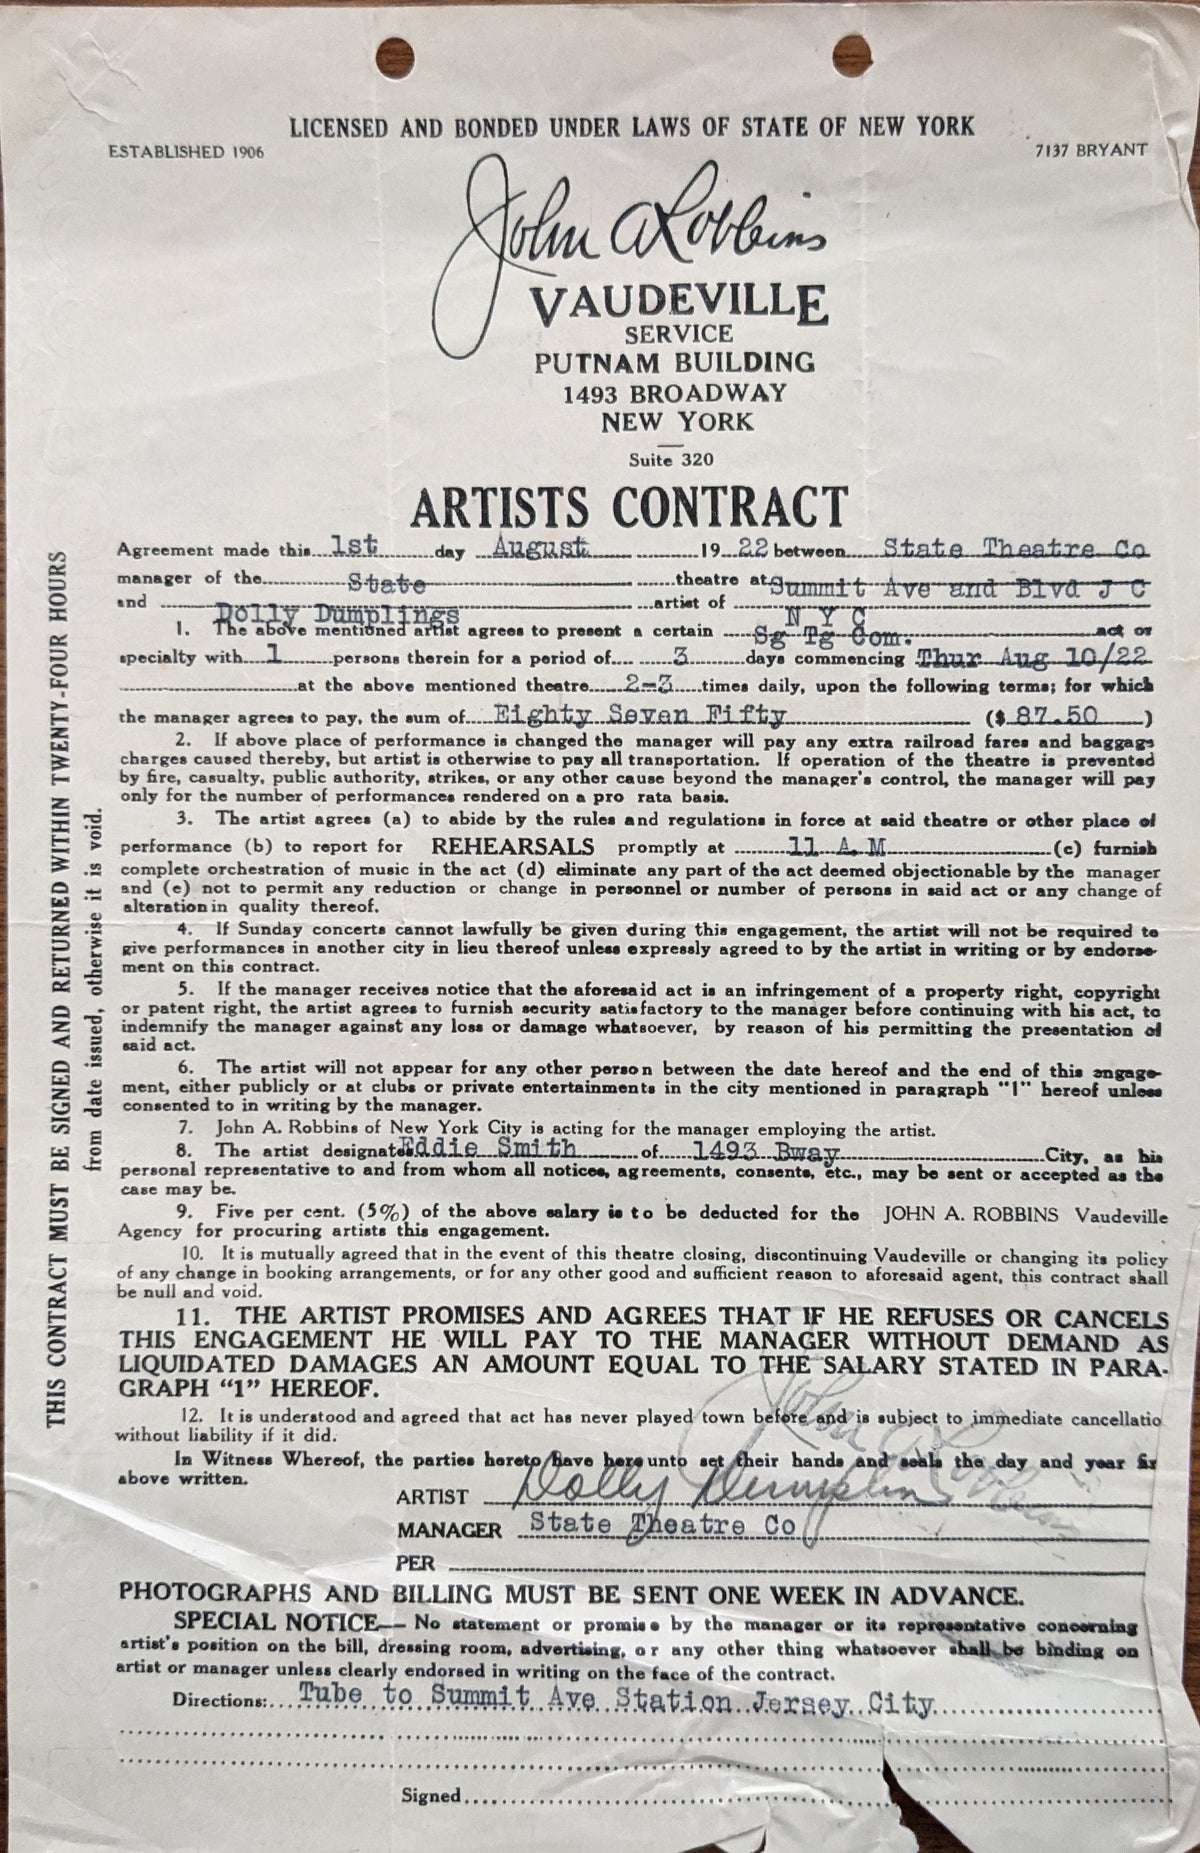 LICENSED AND BONDED UNDER LAWS OF STATE OF NEW YORK
ESTABLISHED 1906
7137 BRYANT
John A Robbins
VAUDEVILLE
SERVICE
PUTNAM BUILDING
1493 BROADWAY
NEW YORK
Suite 320
ARTISTS CONTRACT
Agreement made this 1st day August 19 22 between State Theatre Co
manager of the State theatre at Summit Ave and Blvd J C
and Dolly Dumplings artist of N Y C
1. The above mentioned artist agrees to present a certain Sg Tg Com. act or
specialty with 1 persons therein for a period of 3 days commencing Thur Aug 10/22
at the above mentioned theatre 2-3 times daily, upon the following terms; for which
the manager agrees to pay, the sum of Eighty Seven Fifty ($ 87.50 )
2. If above place of performance is changed the manager will pay any extra railroad fares and baggage
charges caused thereby, but artist is otherwise to pay all transportation. If operation of the theatre is prevented
by fire, casualty, public authority, strikes, or any other cause beyond the manager's control, the manager will pay
only for the number of performances rendered on a pro rata basis.
3. The artist agrees (a) to abide by the rules and regulations in force at said theatre or other place of
performance (b) to report for REHEARSALS promptly at 11 A.M (c) furnish
complete orchestration of music in the act (d) eliminate any part of the act deemed objectionable by the manager
and (e) not to permit any reduction or change in personnel or number of persons in said act or any change of
alteration in quality thereof.
4. If Sunday concerts cannot lawfully be given during this engagement, the artist will not be required to
give performances in another city in lieu thereof unless expressly agreed to by the artist in writing or by endorse-
ment on this contract.
5. If the manager receives notice that the aforesaid act is an infringement of a property right, copyright
or patent right, the artist agrees to furnish security satisfactory to the manager before continuing with his act, to
indemnify the manager against any loss or damage whatsoever, by reason of his permitting the presentation of
said act.
6. The artist will not appear for any other person between the date hereof and the end of this engage-
ment, either publicly or at clubs or private entertainments in the city mentioned in paragraph "1" hereof unless
consented to in writing by the manager.
7. John A. Robbins of New York City is acting for the manager employing the artist.
8. The artist designates Eddie Smith of 1493 Bway City, as his
personal representative to and from whom all notices, agreements, consents, etc., may be sent or accepted as the
case may be.
9. Five per cent. (5%) of the above salary is to be deducted for the JOHN A. ROBBINS Vaudeville
Agency for procuring artists this engagement.
10. It is mutually agreed that in the event of this theatre closing, discontinuing Vaudeville or changing its policy
of any change in booking arrangements, or for any other good and sufficient reason to aforesaid agent, this contract shall
be null and void.
11. THE ARTIST PROMISES AND AGREES THAT IF HE REFUSES OR CANCELS
THIS ENGAGEMENT HE WILL PAY TO THE MANAGER WITHOUT DEMAND AS
LIQUIDATED DAMAGES AN AMOUNT EQUAL TO THE SALARY STATED IN PARA-
GRAPH "1" HEREOF.
12. It is understood and agreed that act has never played town before and is subject to immediate cancellatio
without liability if it did.
In Witness Whereof, the parties hereto have hereunto set their hands and seals the day and year fir
above written.
John A Robbins
ARTIST Dolly Dumplin
MANAGER State Theatre Co
PER
PHOTOGRAPHS AND BILLING MUST BE SENT ONE WEEK IN ADVANCE.
SPECIAL NOTICE— No statement or promise by the manager or its representative concerning
artist's position on the bill, dressing room, advertising, or any other thing whatsoever shall be binding on
artist or manager unless clearly endorsed in writing on the face of the contract.
Directions: Tube to Summit Ave Station Jersey City
Signed
THIS CONTRACT MUST BE SIGNED AND RETURNED WITHIN TWENTY-FOUR HOURS
from date issued, otherwise it is void.